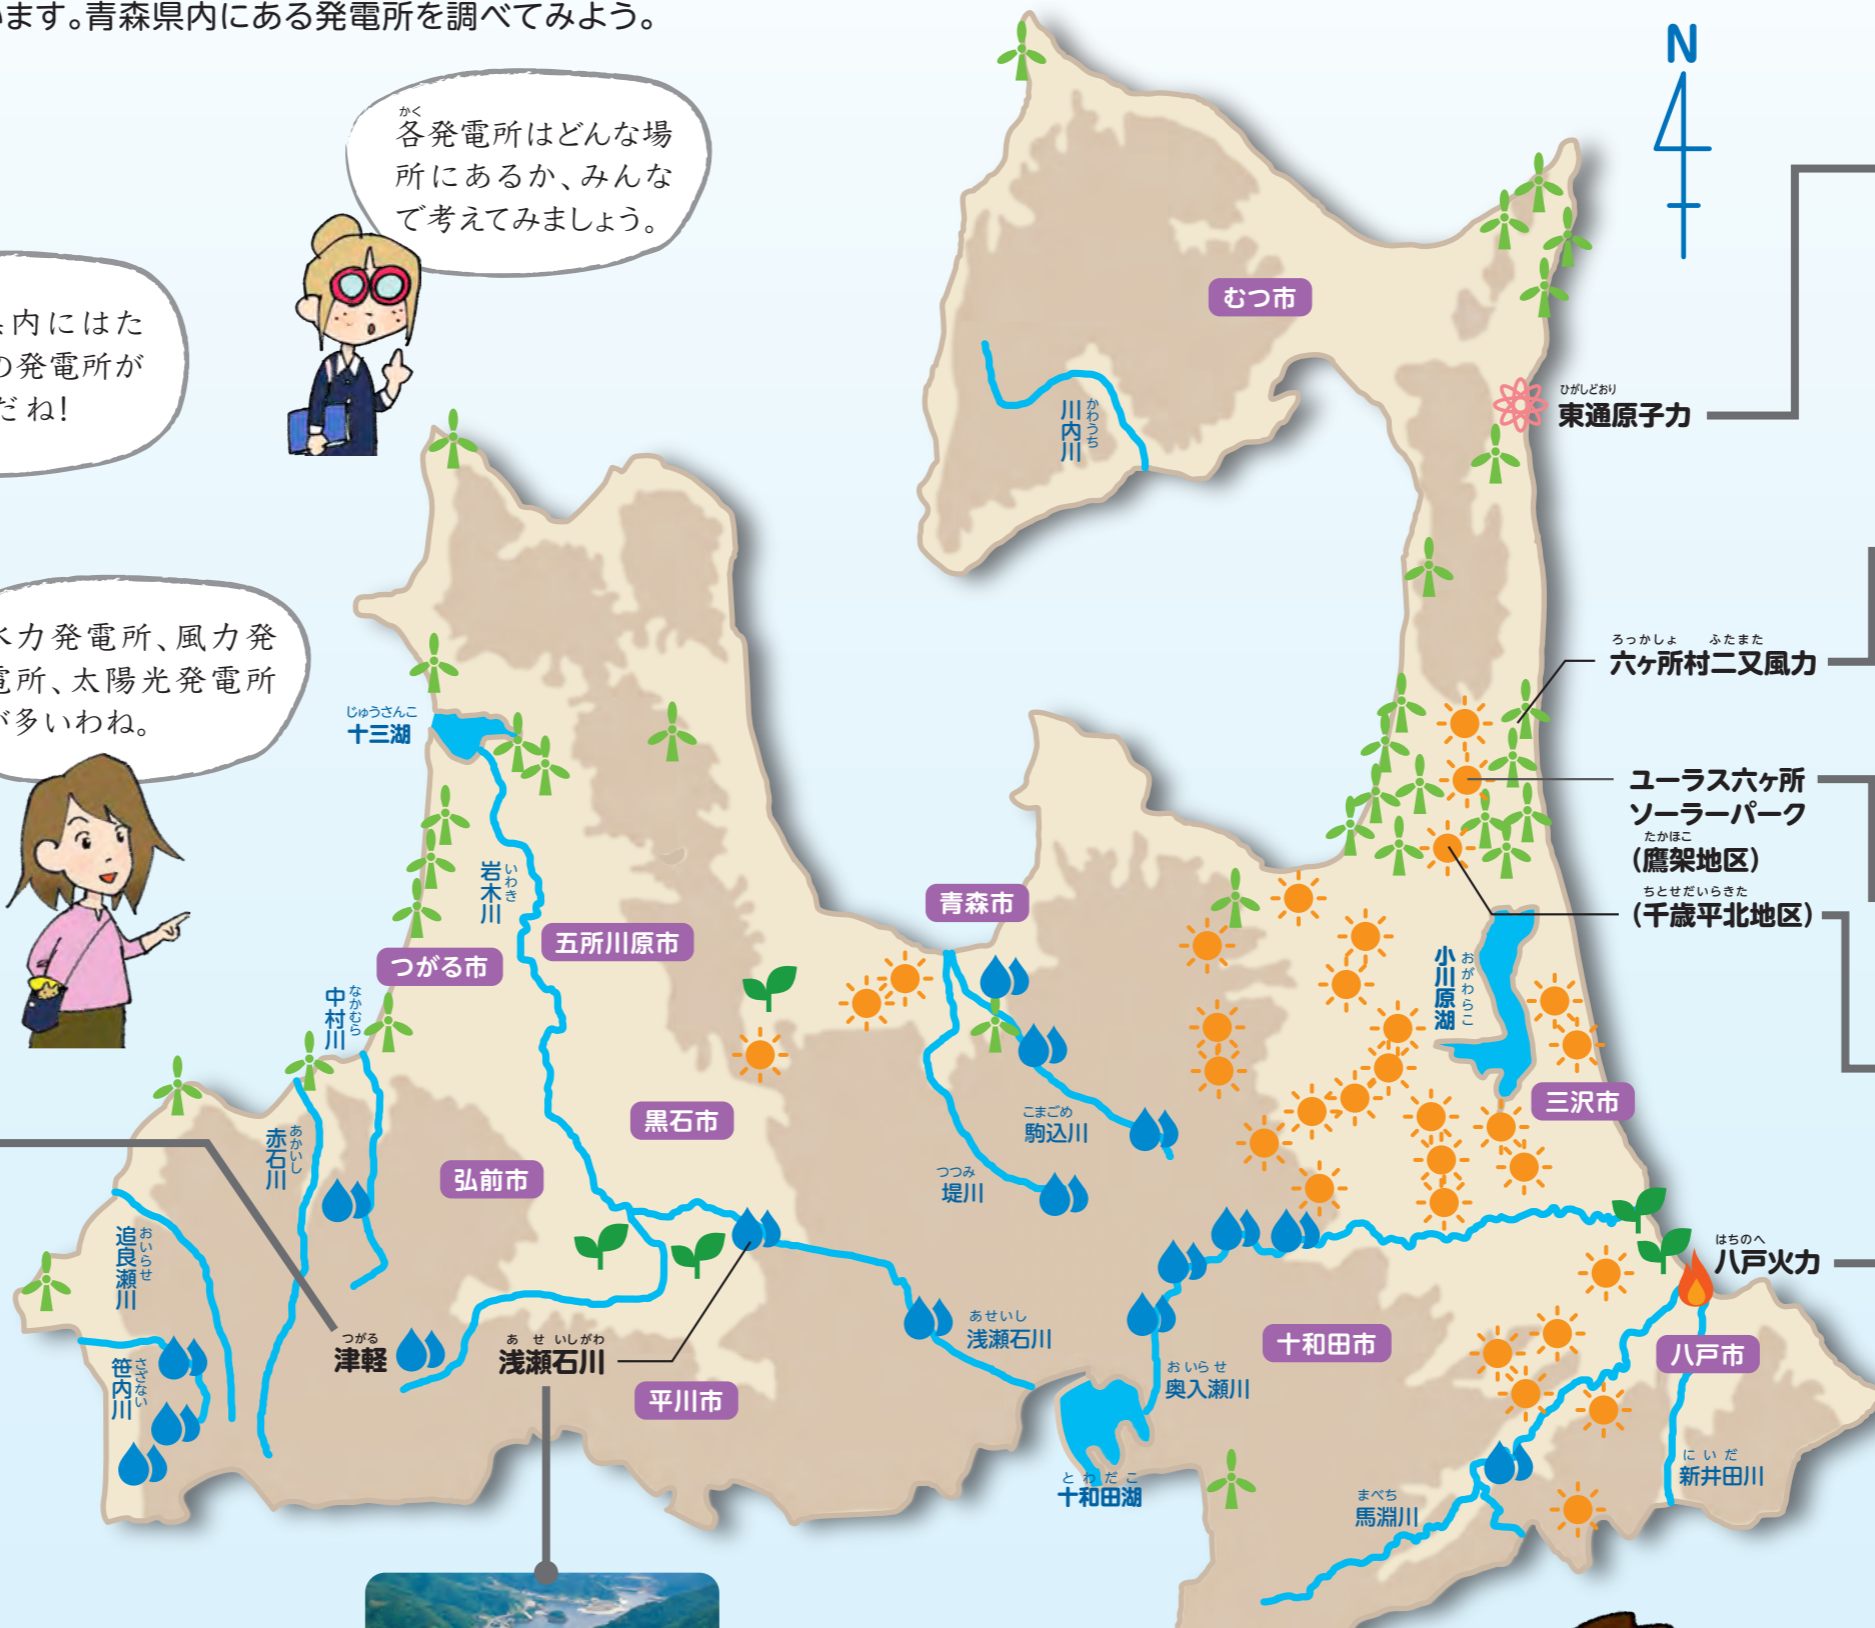 います。青森県内にある発電所を調べてみよう。
かく
各発電所はどんな場
所にあるか、みんな
で考えてみましょう。
県内にはた
の発電所が
だね!
水力発電所、風力発
電所、太陽光発電所
が多いわね。
N
むつ市
かわうち
川内川
ひがしどおり
東通原子力
ろっかしょ ふたまた
六ヶ所村二又風力
ユーラス六ヶ所
ソーラーパーク
たかほこ
(鷹架地区)
ちとせだいらきた
(千歳平北地区)
じゅうさんこ
十三湖
いわき
岩木川
五所川原市
つがる市
青森市
なかむら
中村川
おがわらこ
小川原湖
三沢市
黒石市
弘前市
こまごめ
駒込川
つつみ
堤川
あかいし
赤石川
おいらせ
追良瀬川
さざない
笹内川
つがる
津軽
あせいしがわ
浅瀬石川
平川市
あせいし
浅瀬石川
おいらせ
奥入瀬川
十和田市
とわだこ
十和田湖
はちのへ
八戸火力
八戸市
まべち
馬淵川
にいだ
新井田川